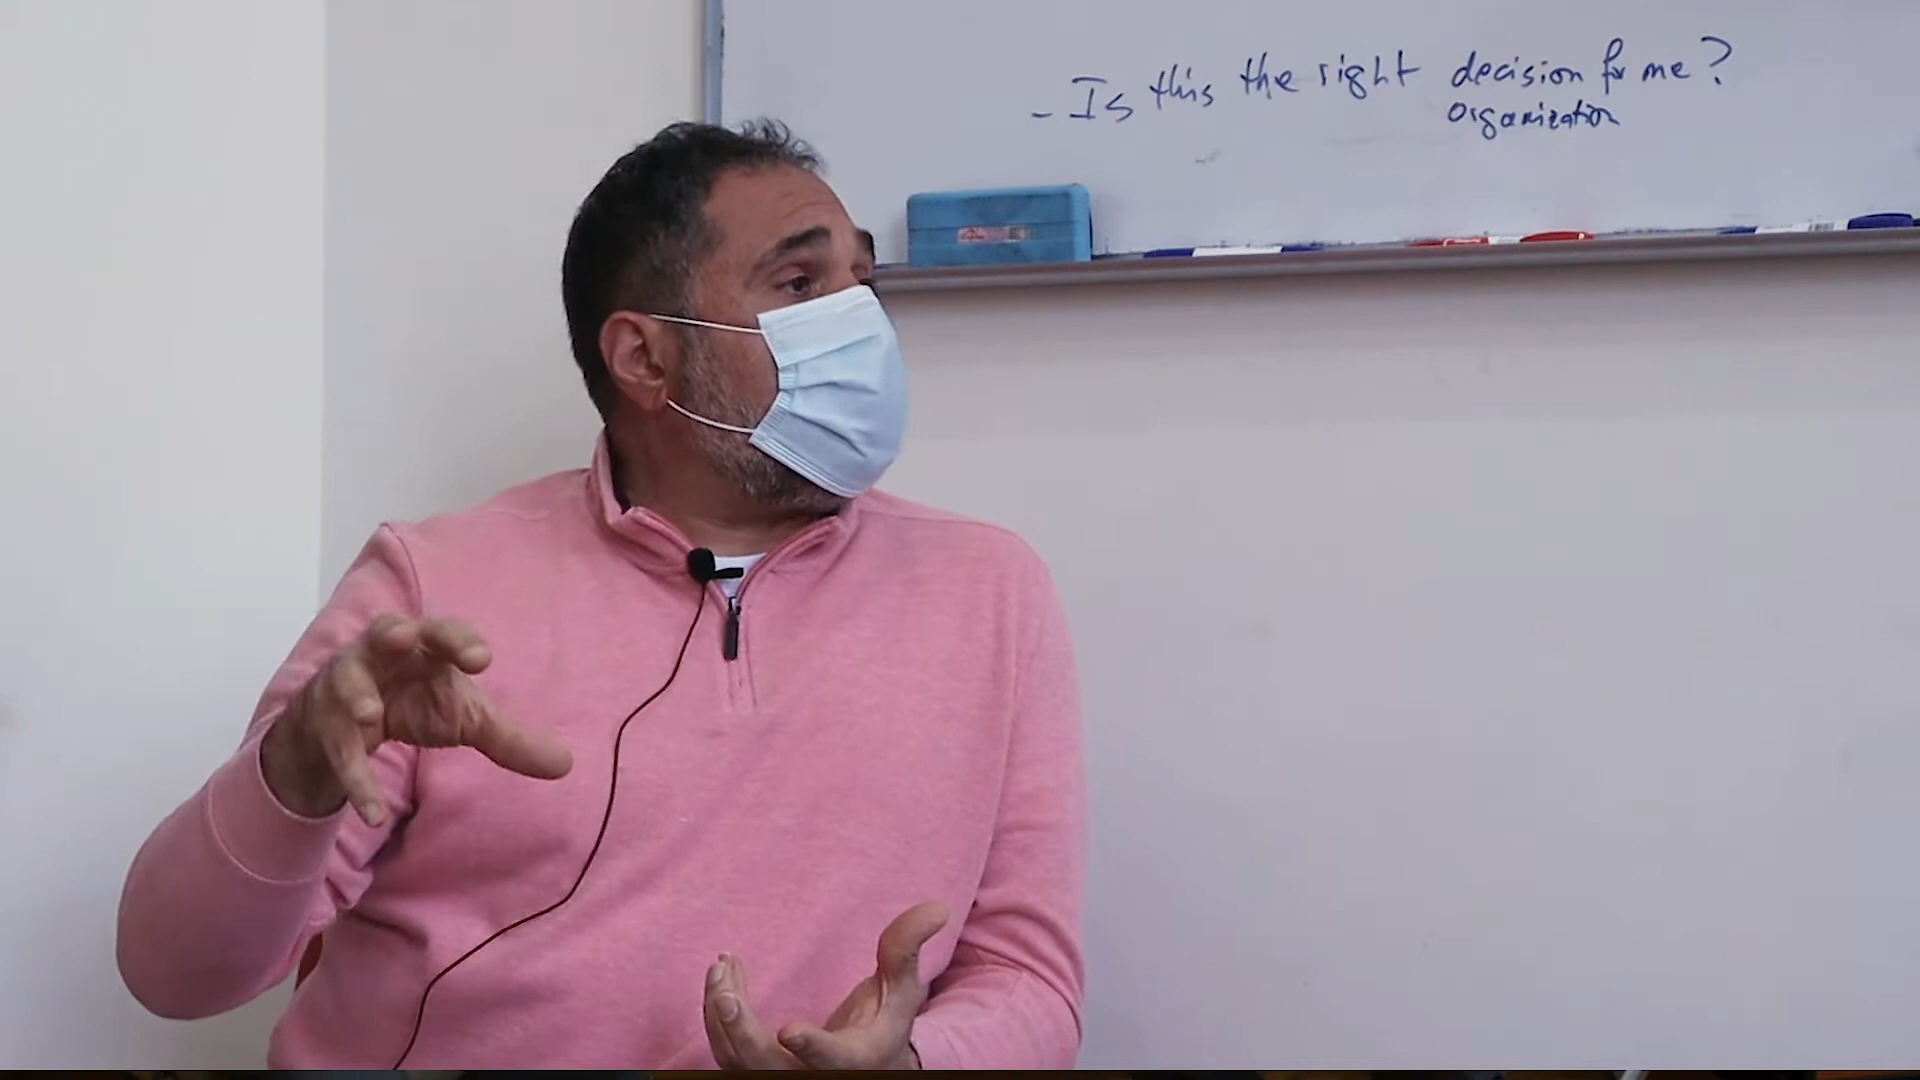 - Is this the right decision for me?
organization